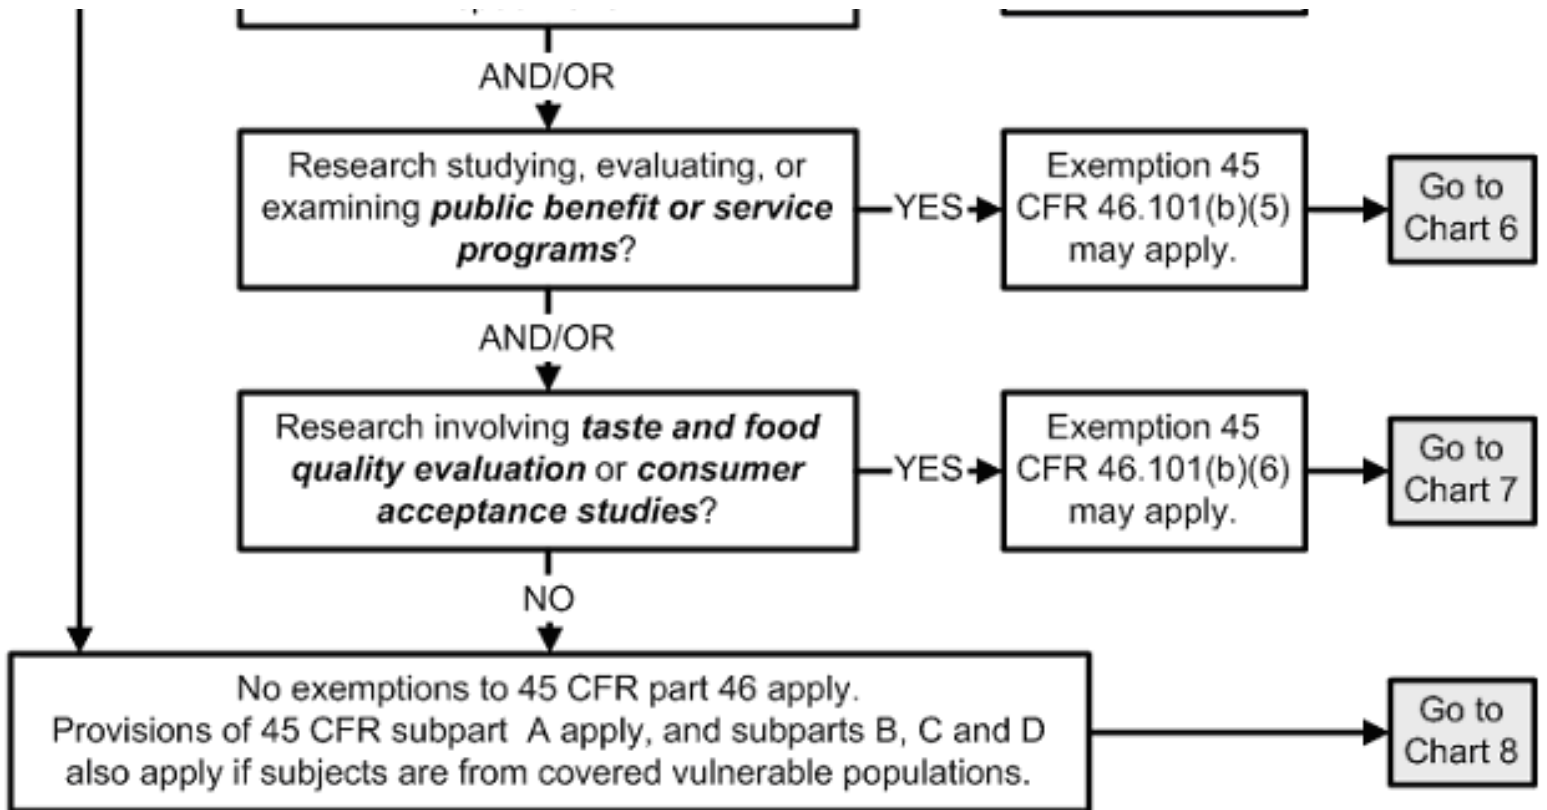 AND/OR
Research studying, evaluating, or
examining public benefit or service
programs?
YES
Exemption 45
CFR 46.101(b)(5)
may apply.
Go to
Chart 6
AND/OR
Research involving taste and food
quality evaluation or consumer
acceptance studies?
YES
Exemption 45
CFR 46.101(b)(6)
may apply.
Go to
Chart 7
NO
No exemptions to 45 CFR part 46 apply.
Provisions of 45 CFR subpart A apply, and subparts B, C and D
also apply if subjects are from covered vulnerable populations.
Go to
Chart 8